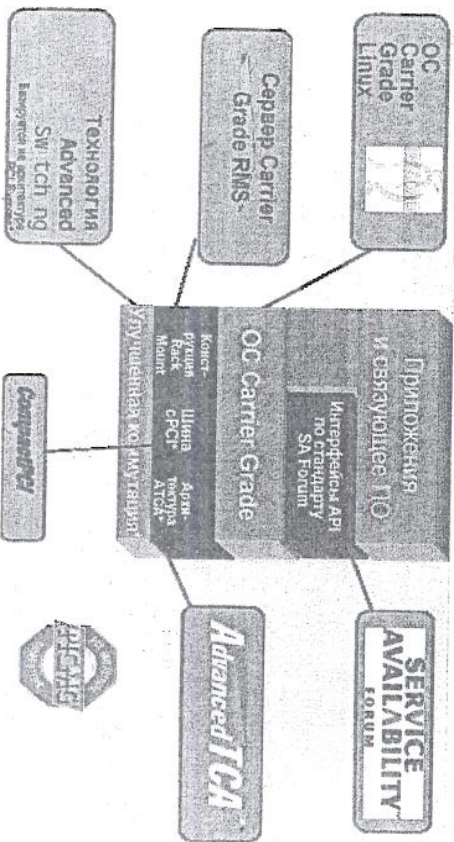 ОС
Carrier
Grade
Linux
Сервер Carrier
Grade RMS
Технология
Advanced
Switching
Приложения
и связующее ПО
Интерфейсы API
по стандарту
SA Forum
ОС Carrier Grade
Конст-
рукция
Rack
Mount
Шина
cPCI*
Архи-
тектура
ATCA*
Улучшенная коммутация
SERVICE
AVAILABILITY
FORUM
AdvancedTCA
CompactPCI
PICMG